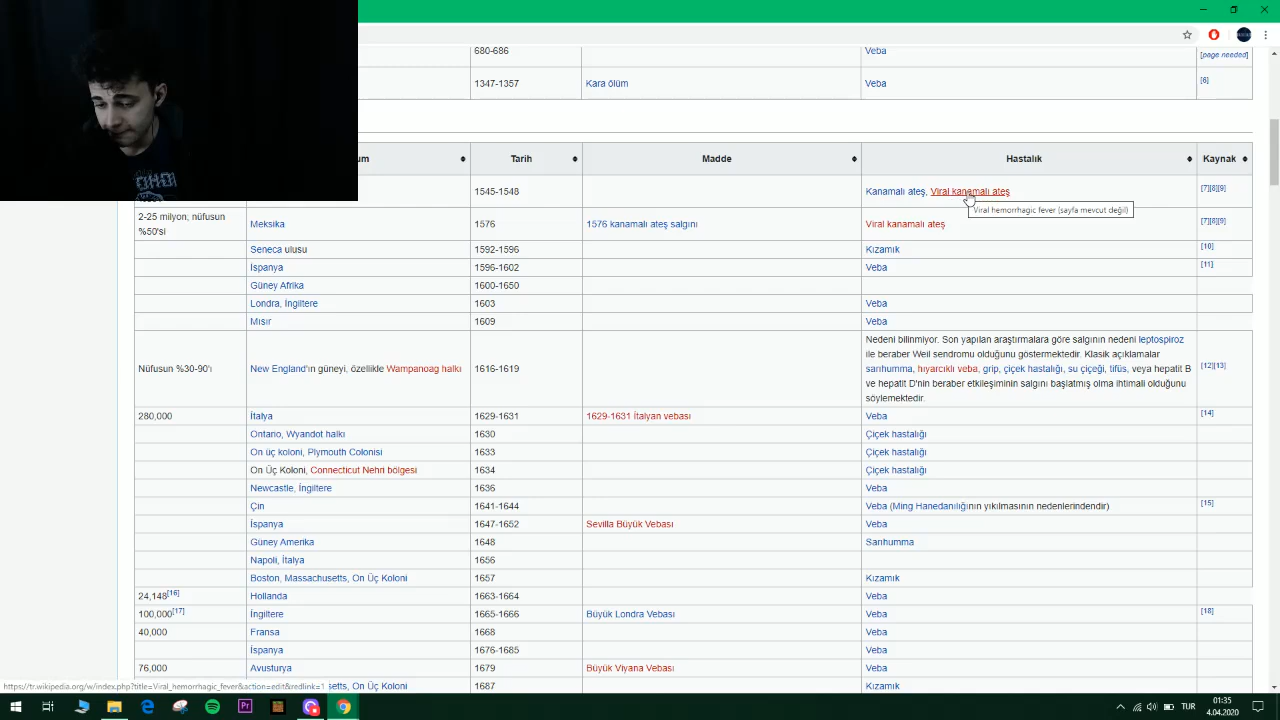 680-686 Veba [page needed]
1347-1357 Kara ölüm Veba [6]
Tarih Madde Hastalık Kaynak
1545-1548 Kanamalı ateş, Viral kanamalı ateş [7][8][9]
Viral hemorrhagic fever (sayfa mevcut değil)
2-25 milyon; nüfusun
%50'si
Meksika 1576 1576 kanamalı ateş salgını Viral kanamalı ateş [7][8][9]
Seneca ulusu 1592-1596 Kızamık [10]
İspanya 1596-1602 Veba [11]
Güney Afrika 1600-1650
Londra, İngiltere 1603 Veba
Mısır 1609 Veba
Nüfusun %30-90'ı New England'ın güneyi, özellikle Wampanoag halkı 1616-1619
Nedeni bilinmiyor. Son yapılan araştırmalara göre salgının nedeni leptospiroz
ile beraber Weil sendromu olduğunu göstermektedir. Klasik açıklamalar
sarıhumma, hıyarcıklı veba, grip, çiçek hastalığı, su çiçeği, tifüs, veya hepatit B
ve hepatit D'nin beraber etkileşiminin salgını başlatmış olma ihtimali olduğunu
söylemektedir.
[12][13]
280,000 İtalya 1629-1631 1629-1631 İtalyan vebası Veba [14]
Ontario, Wyandot halkı 1630 Çiçek hastalığı
On üç koloni, Plymouth Colonisi 1633 Çiçek hastalığı
On Üç Koloni, Connecticut Nehri bölgesi 1634 Çiçek hastalığı
Newcastle, İngiltere 1636 Veba
Çin 1641-1644 Veba (Ming Hanedanılığının yıkılmasının nedenlerindendir) [15]
İspanya 1647-1652 Sevilla Büyük Vebası Veba
Güney Amerika 1648 Sarıhumma
Napoli, İtalya 1656
Boston, Massachusetts, On Üç Koloni 1657 Kızamık
24,148[16] Hollanda 1663-1664 Veba
100,000[17] İngiltere 1665-1666 Büyük Londra Vebası Veba [18]
40,000 Fransa 1668 Veba
İspanya 1676-1685 Veba
76,000 Avusturya 1679 Büyük Viyana Vebası Veba
https://tr.wikipedia.org/w/index.php?title=Viral_hemorrhagic_fever&action=edit&redlink=1 setts, On Üç Koloni 1687 Kızamık
TUR
01:35
4.04.2020